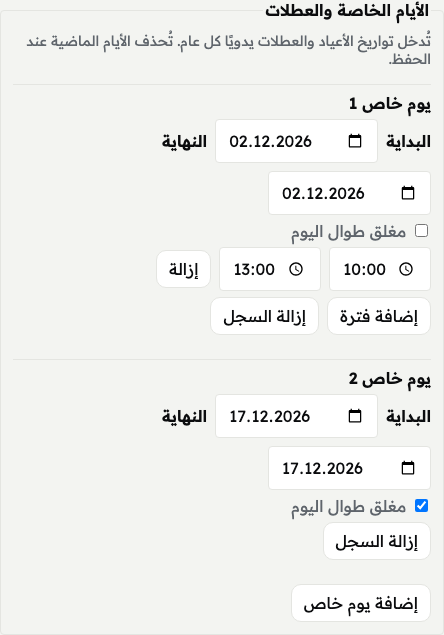 الأيام الخاصة والعطلات
تُدخل تواريخ الأعياد والعطلات يدويًا كل عام. تُحذف الأيام الماضية عند
الحفظ.
يوم خاص 1
البداية 02.12.2026 النهاية
02.12.2026
مغلق طوال اليوم
10:00 13:00 إزالة
إضافة فترة إزالة السجل
يوم خاص 2
البداية 17.12.2026 النهاية
17.12.2026
مغلق طوال اليوم
إزالة السجل
إضافة يوم خاص